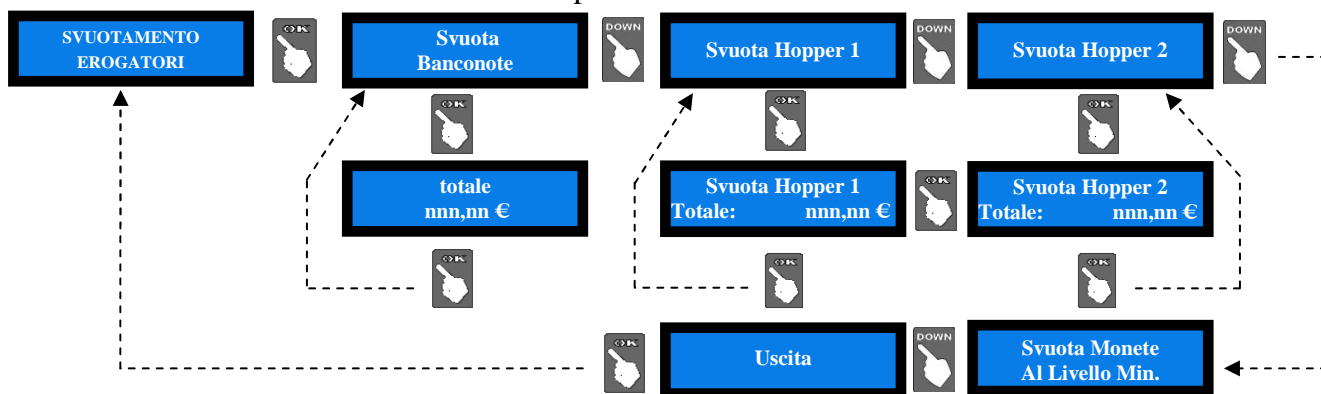 SVUOTAMENTO
EROGATORI
OK
Svuota
Banconote
DOWN
Svuota Hopper 1
DOWN
Svuota Hopper 2
DOWN
OK
OK
OK
totale
nnn,nn €
Svuota Hopper 1
Totale: nnn,nn €
OK
Svuota Hopper 2
Totale: nnn,nn €
OK
OK
OK
OK
Uscita
DOWN
Svuota Monete
Al Livello Min.